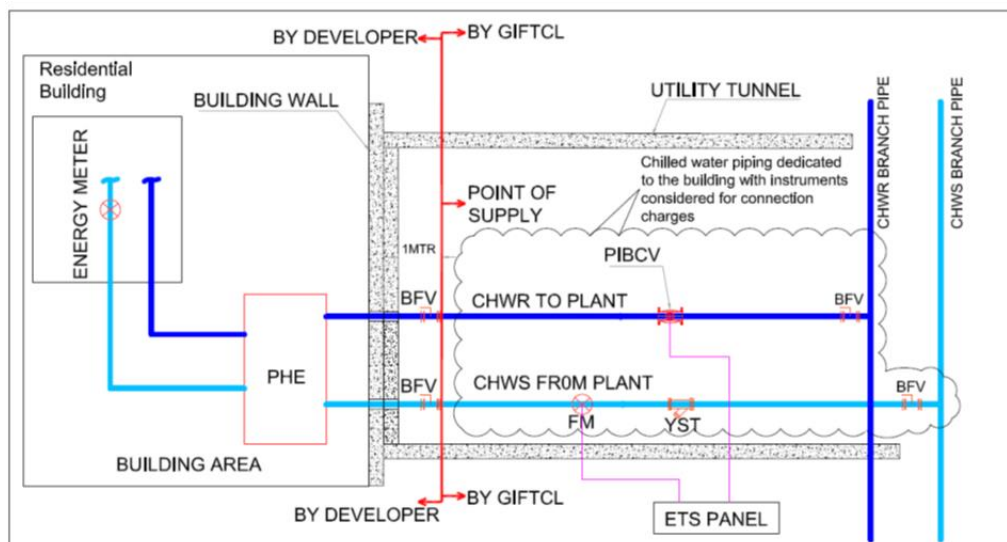 BY DEVELOPER
BY GIFTCL
Residential
Building
BUILDING WALL
UTILITY TUNNEL
ENERGY METER
Chilled water piping dedicated
to the building with instruments
considered for connection
charges
CHWR BRANCH PIPE
CHWS BRANCH PIPE
POINT OF
SUPPLY
1MTR
PIBCV
BFV
CHWR TO PLANT
BFV
PHE
BFV
CHWS FR0M PLANT
BFV
FM
YST
BUILDING AREA
BY DEVELOPER
BY GIFTCL
ETS PANEL